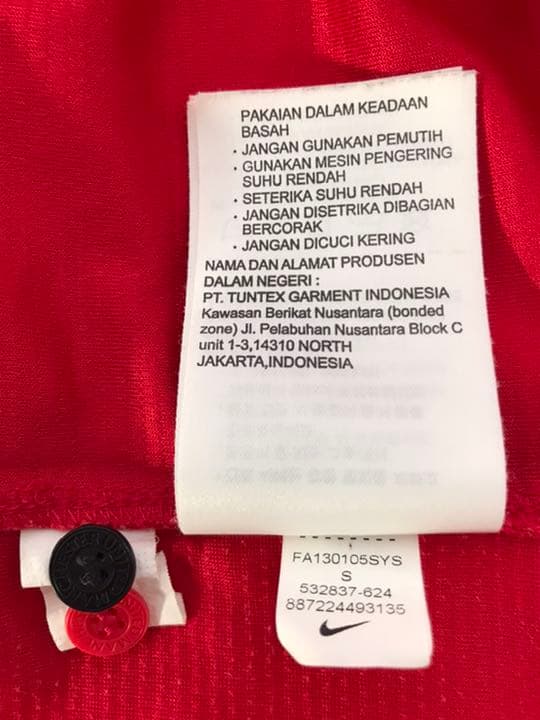 PAKAIAN DALAM KEADAAN
BASAH
· JANGAN GUNAKAN PEMUTIH
· GUNAKAN MESIN PENGERING
SUHU RENDAH
· SETERIKA SUHU RENDAH
· JANGAN DISETRIKA DIBAGIAN
BERCORAK
· JANGAN DICUCI KERING
NAMA DAN ALAMAT PRODUSEN
DALAM NEGERI :
PT. TUNTEX GARMENT INDONESIA
Kawasan Berikat Nusantara (bonded
zone) Jl. Pelabuhan Nusantara Block C
unit 1-3,14310 NORTH
JAKARTA,INDONESIA
FA130105SYS
S
532837-624
887224493135